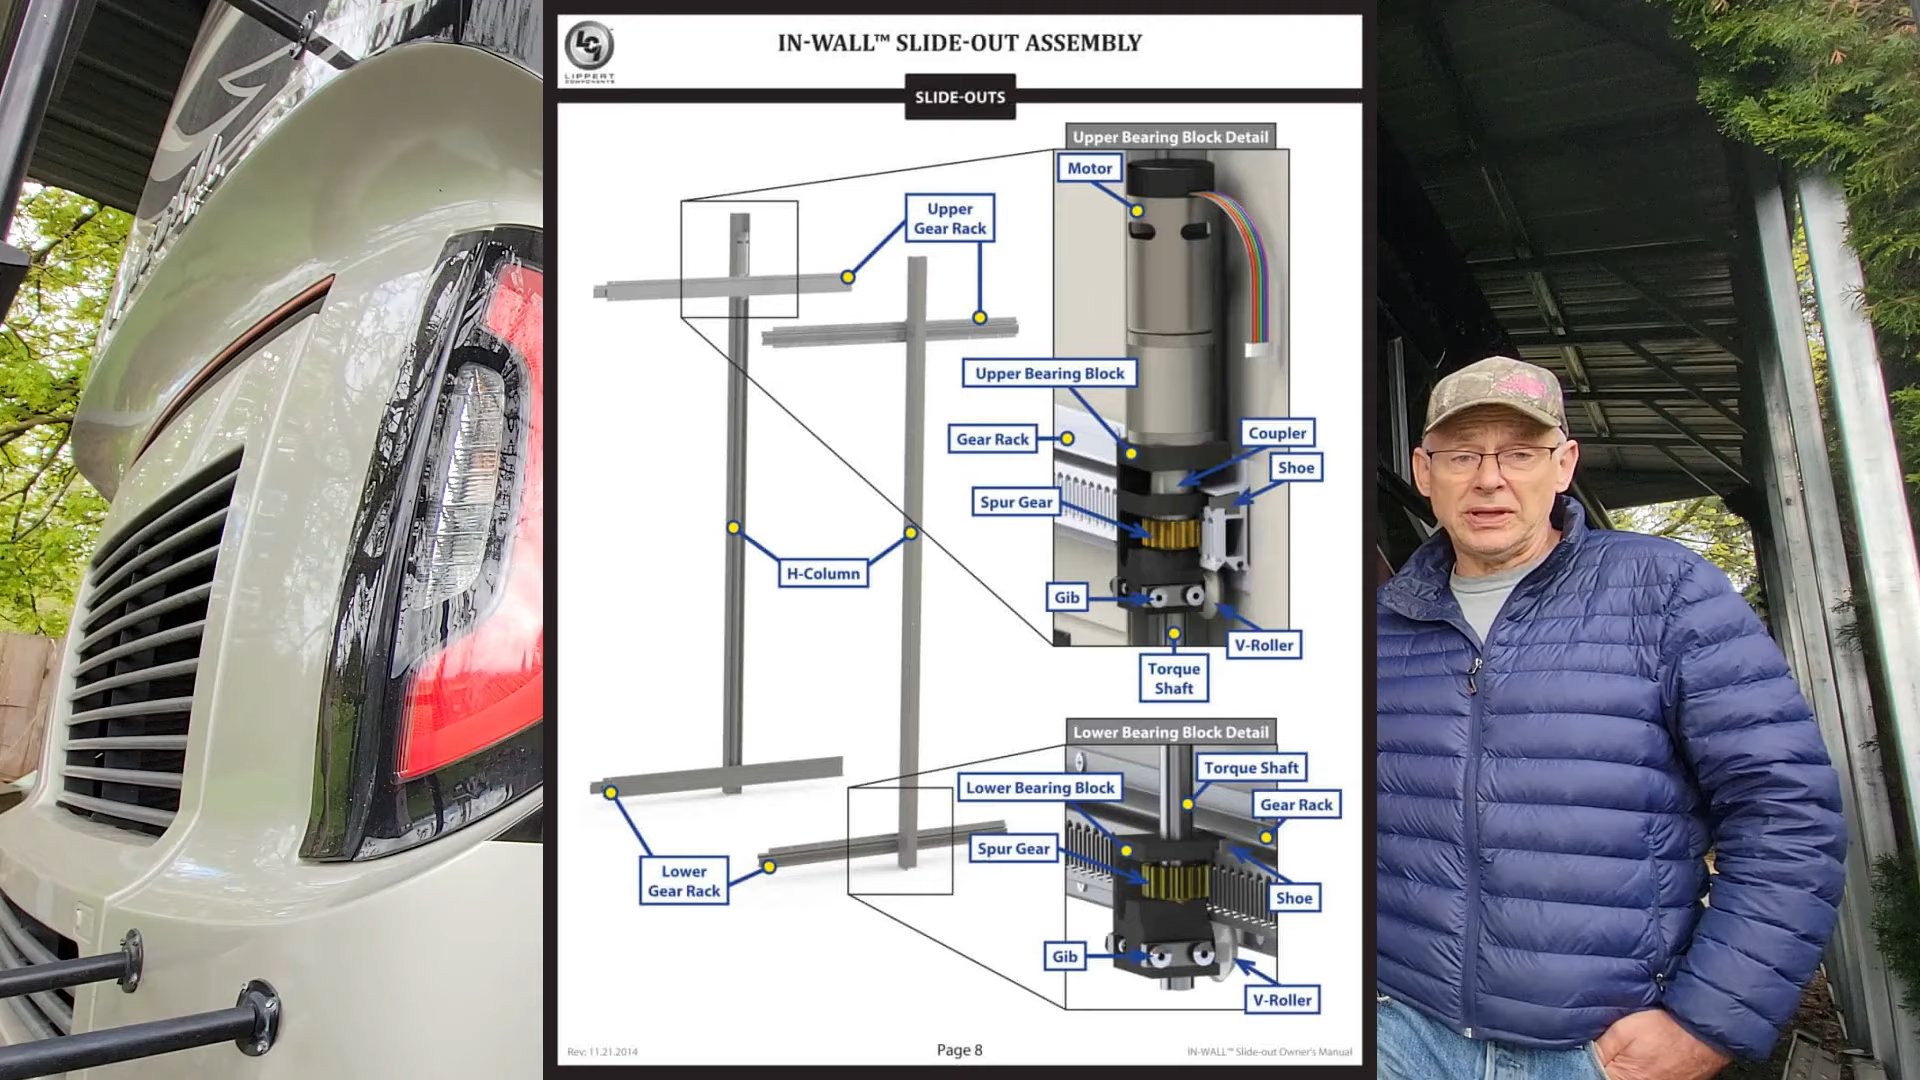 LCI
LIPPERT
COMPONENTS
IN-WALL™ SLIDE-OUT ASSEMBLY
SLIDE-OUTS
Upper Bearing Block Detail
Motor
Upper
Gear Rack
Upper Bearing Block
Gear Rack
Coupler
Shoe
Spur Gear
H-Column
Gib
V-Roller
Torque
Shaft
Lower Bearing Block Detail
Torque Shaft
Lower Bearing Block
Gear Rack
Spur Gear
Lower
Gear Rack
Shoe
Gib
V-Roller
Rev: 11.21.2014
Page 8
IN-WALL™ Slide-out Owner's Manual